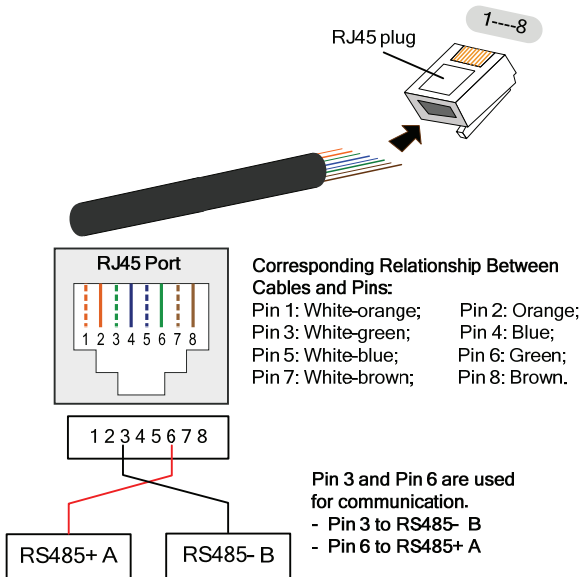 1----8
RJ45 plug
RJ45 Port
1 2 3 4 5 6 7 8
Corresponding Relationship Between
Cables and Pins:
Pin 1: White-orange; Pin 2: Orange;
Pin 3: White-green; Pin 4: Blue;
Pin 5: White-blue; Pin 6: Green;
Pin 7: White-brown; Pin 8: Brown.
1 2 3 4 5 6 7 8
Pin 3 and Pin 6 are used
for communication.
- Pin 3 to RS485- B
- Pin 6 to RS485+ A
RS485+ A
RS485- B